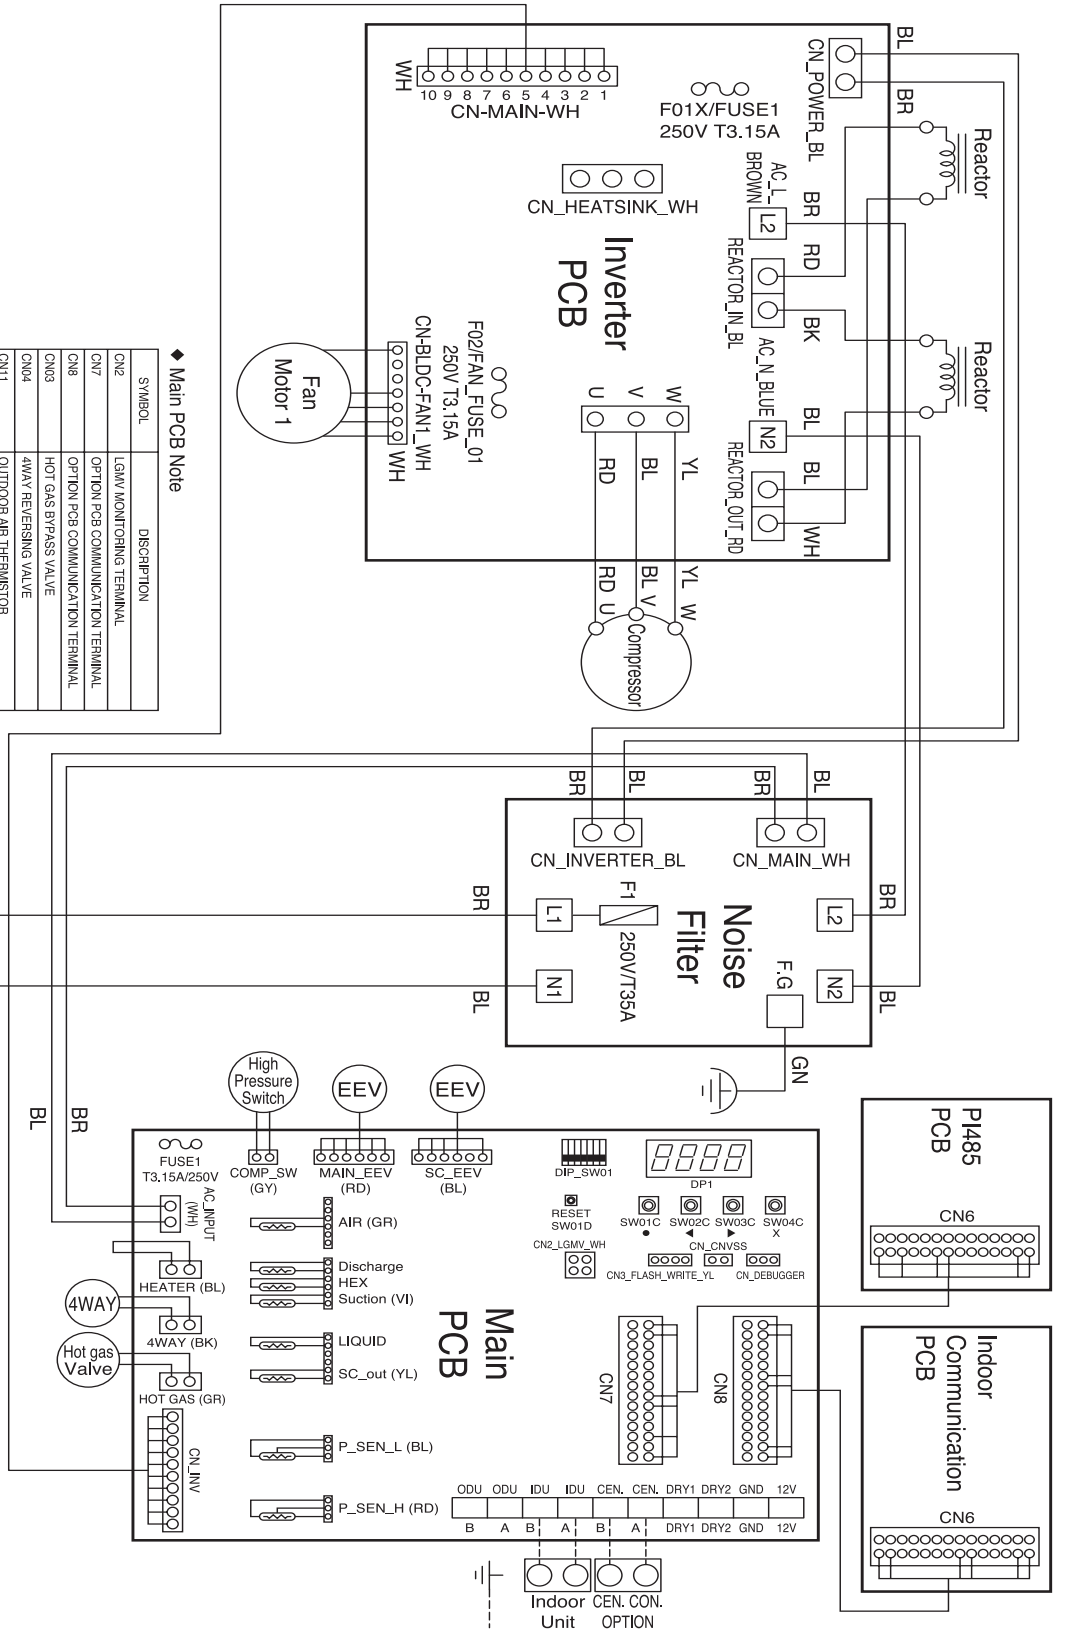 BL
CN_POWER_BL
BR
WH
10 9 8 7 6 5 4 3 2 1
CN-MAIN-WH
F01X/FUSE1
250V T3.15A
CN_HEATSINK_WH
Inverter
PCB
AC_L_
BROWN
L2
BR
RD
REACTOR_IN_BL
BK
AC_N_BLUE
N2
BL
BL
REACTOR_OUT_RD
WH
Reactor
Reactor
F02/FAN_FUSE_01
250V T3.15A
CN-BLDC-FAN1_WH
WH
Fan
Motor 1
W
V
U
YL
BL
RD
YL W
BL V
RD U
Compressor
◆ Main PCB Note
SYMBOL DISCRIPTION
CN2 LGMV MONITORING TERMINAL
CN7 OPTION PCB COMMUNICATION TERMINAL
CN8 OPTION PCB COMMUNICATION TERMINAL
CN03 HOT GAS BYPASS VALVE
CN04 4WAY REVERSING VALVE
CN11 OUTDOOR AIR THERMISTOR
BR
BL
CN_INVERTER_BL
BR
BL
CN_MAIN_WH
Noise
Filter
F1
250V/T35A
BR
L1
BL
N1
L2
BR
N2
BL
F.G
GN
BR
BL
High
Pressure
Switch
EEV
EEV
FUSE1
T3.15A/250V
COMP_SW
(GY)
MAIN_EEV
(RD)
SC_EEV
(BL)
DIP_SW01
DP1
RESET
SW01D
SW01C SW02C SW03C SW04C
● ◀ ▶ X
CN2_LGMV_WH
CN_CNVSS
CN3_FLASH_WRITE_YL
CN_DEBUGGER
AC_INPUT
(WH)
AIR (GR)
Discharge
HEX
Suction (VI)
HEATER (BL)
4WAY
4WAY (BK)
Hot gas
Valve
HOT GAS (GR)
LIQUID
SC_out (YL)
Main
PCB
CN7
CN8
CN_INV
P_SEN_L (BL)
P_SEN_H (RD)
ODU ODU IDU IDU CEN. CEN. DRY1 DRY2 GND 12V
B A B A B A DRY1 DRY2 GND 12V
Indoor
Unit
CEN. CON.
OPTION
PI485
PCB
CN6
Indoor
Communication
PCB
CN6